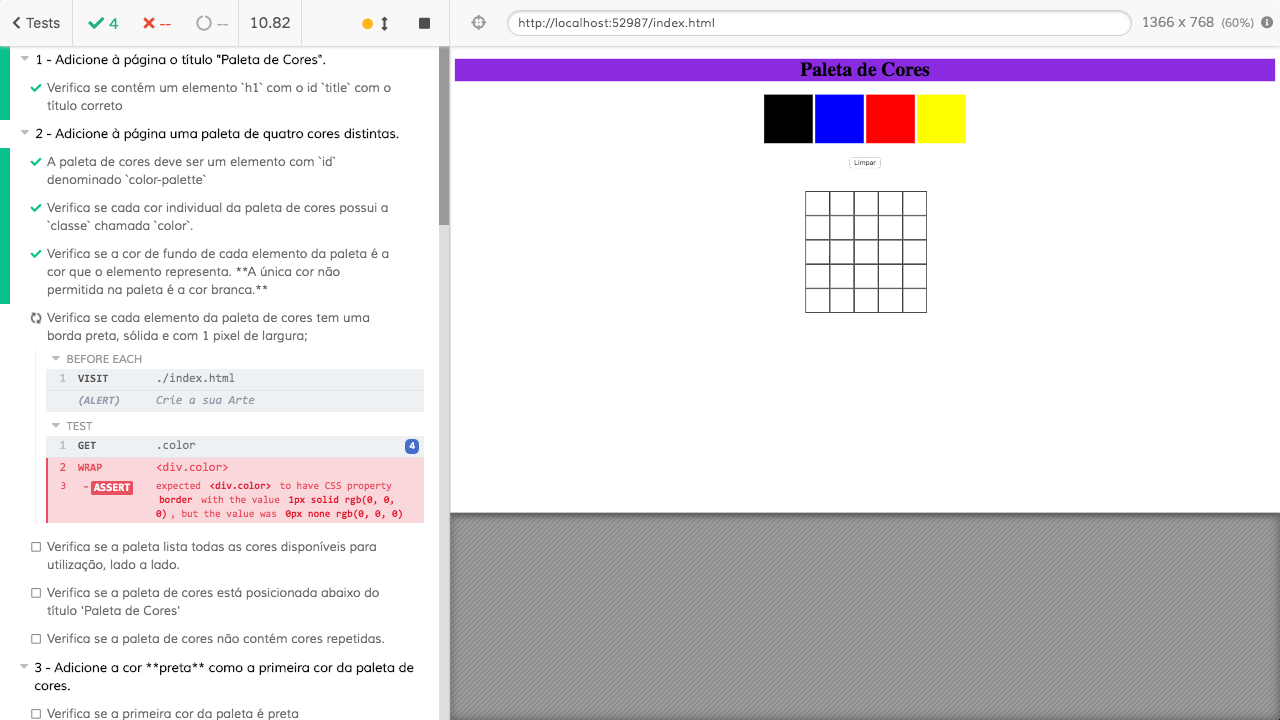 Tests
4
--
--
10.82
http://localhost:52987/index.html
1366 x 768 (60%)
1 - Adicione à página o título "Paleta de Cores".
Verifica se contém um elemento `h1` com o id `title` com o
título correto
2 - Adicione à página uma paleta de quatro cores distintas.
A paleta de cores deve ser um elemento com `id`
denominado `color-palette`
Verifica se cada cor individual da paleta de cores possui a
`classe` chamada `color`.
Verifica se a cor de fundo de cada elemento da paleta é a
cor que o elemento representa. **A única cor não
permitida na paleta é a cor branca.**
Verifica se cada elemento da paleta de cores tem uma
borda preta, sólida e com 1 pixel de largura;
BEFORE EACH
1 VISIT ./index.html
(ALERT) Crie a sua Arte
TEST
1 GET .color 4
2 WRAP <div.color>
3 -ASSERT expected <div.color> to have CSS property
border with the value 1px solid rgb(0, 0,
0) , but the value was 0px none rgb(0, 0, 0)
Verifica se a paleta lista todas as cores disponíveis para
utilização, lado a lado.
Verifica se a paleta de cores está posicionada abaixo do
título 'Paleta de Cores'
Verifica se a paleta de cores não contém cores repetidas.
3 - Adicione a cor **preta** como a primeira cor da paleta de
cores.
Verifica se a primeira cor da paleta é preta
Paleta de Cores
Limpar